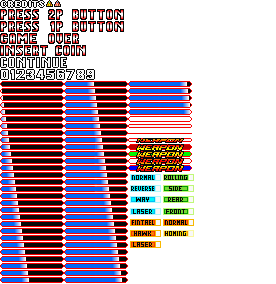 CREDITS
PRESS 2P BUTTON
PRESS 1P BUTTON
GAME OVER
INSERT COIN
CONTINUE
0123456789
WEAPON
WEAPON
WEAPON
WEAPON
WEAPON
NORMAL ROLLING
REVERSE SIDE
WAY REAR
LASER FRONT
FINTAEL NORMAL
HAWK HOMING
LASER